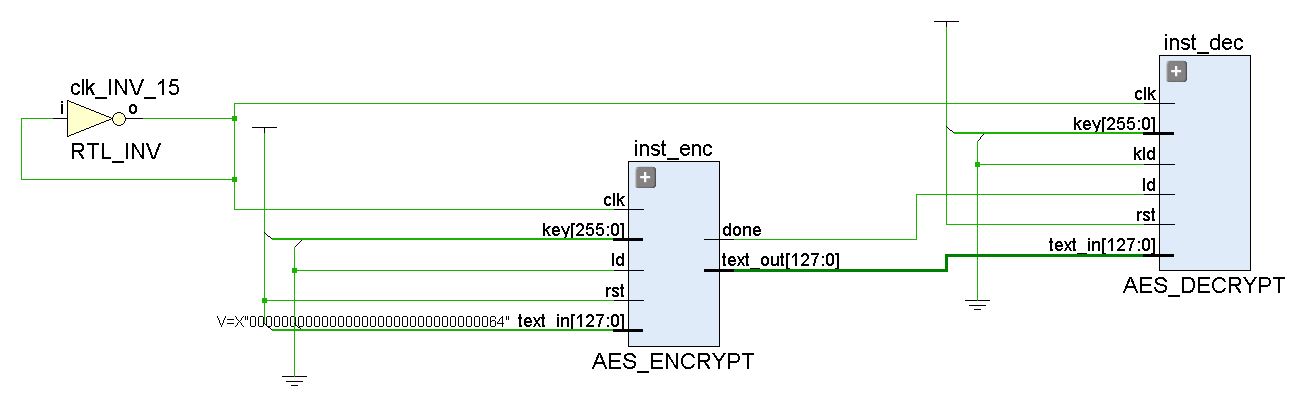 inst_dec
clk_INV_15
i
o
clk
key[255:0]
RTL_INV
inst_enc
kld
ld
clk
rst
key[255:0]
done
text_in[127:0]
ld
text_out[127:0]
AES_DECRYPT
rst
V=X"00000000000000000000000000000064" text_in[127:0]
AES_ENCRYPT